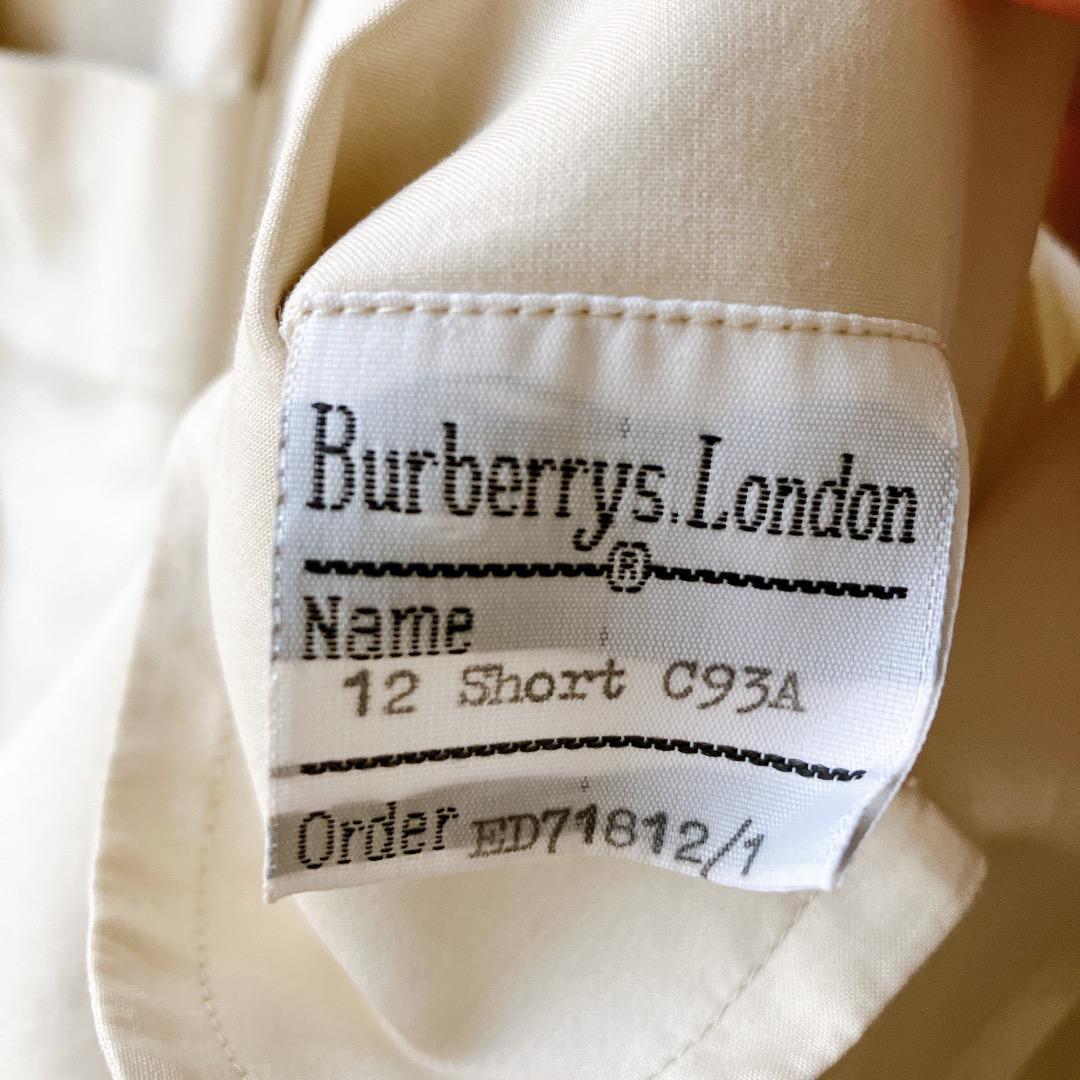 Burberrys.London
®
Name
12 Short C93A
Order ED71812/1